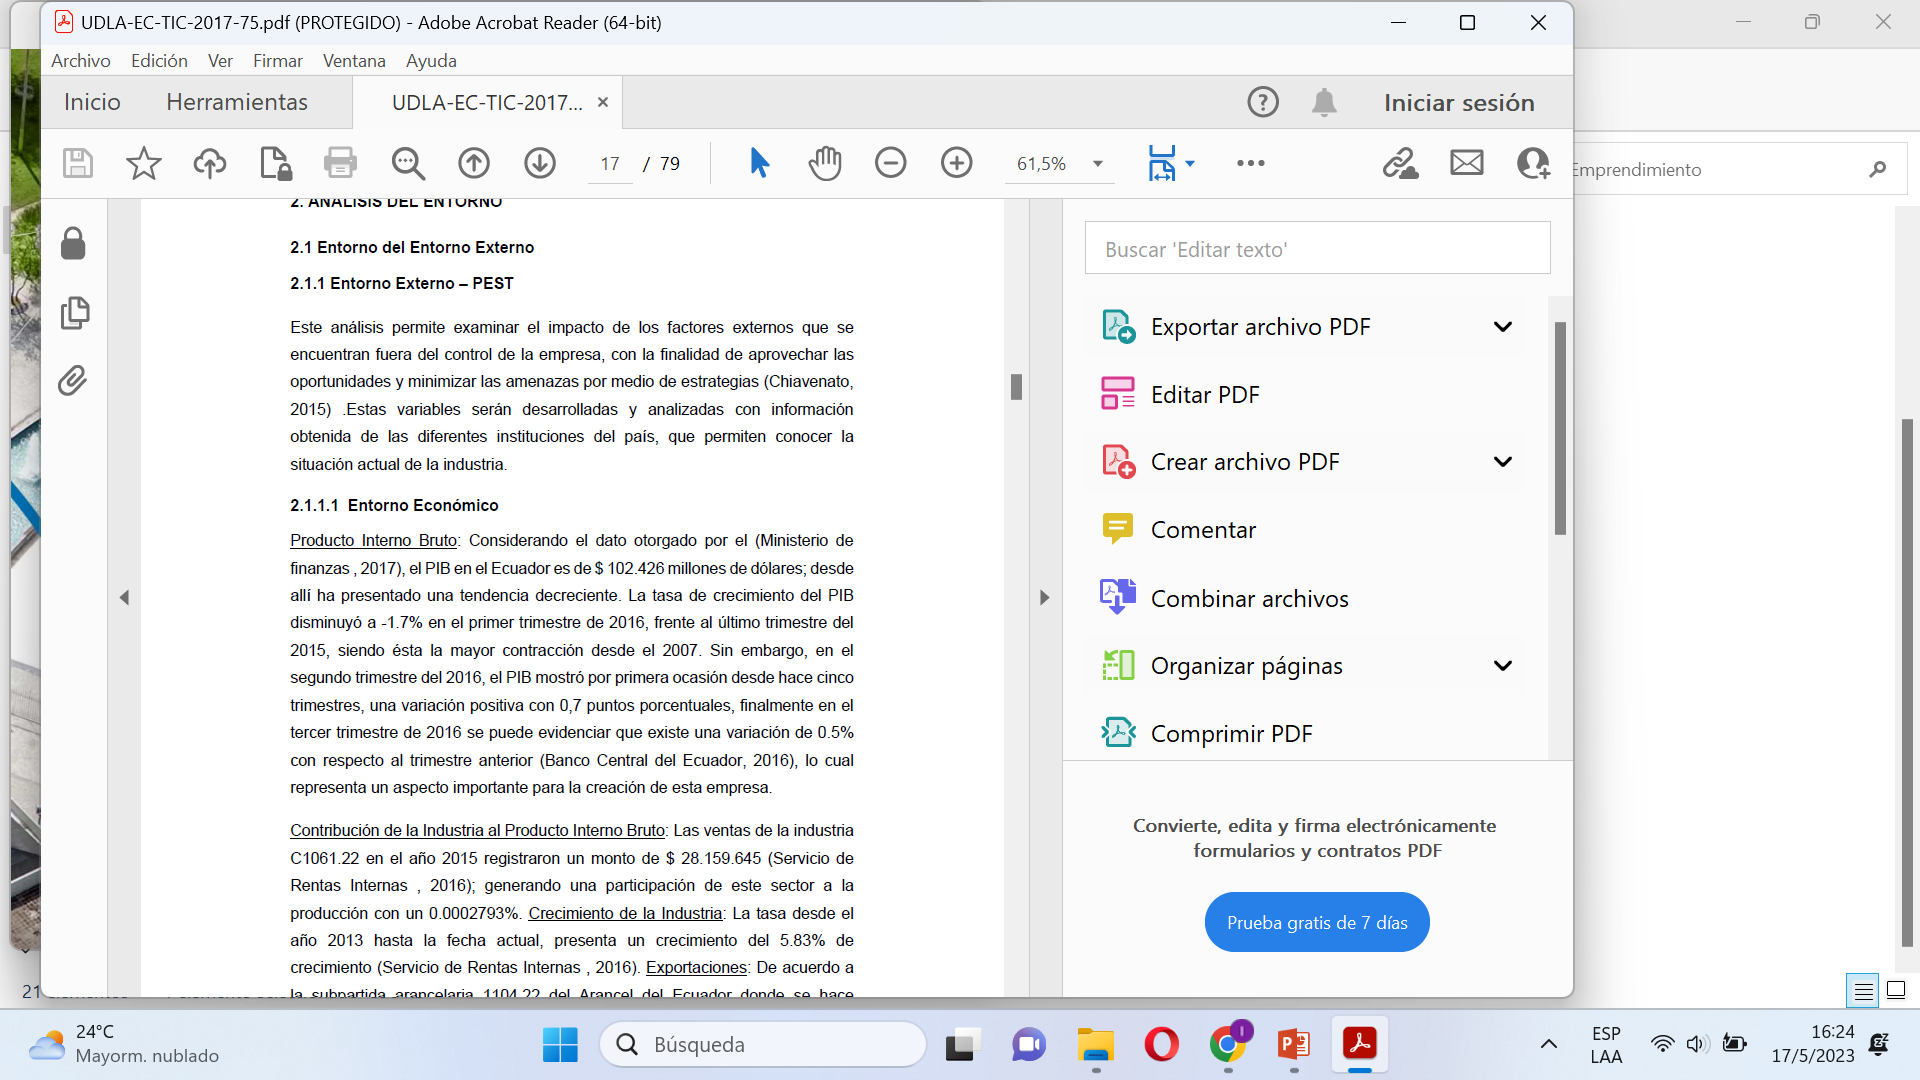 UDLA-EC-TIC-2017-75.pdf (PROTEGIDO) - Adobe Acrobat Reader (64-bit)
Archivo Edición Ver Firmar Ventana Ayuda
Inicio Herramientas UDLA-EC-TIC-2017... × Iniciar sesión
17 / 79 61,5%
Emprendimiento
2. ANÁLISIS DEL ENTORNO
2.1 Entorno del Entorno Externo
2.1.1 Entorno Externo – PEST
Este análisis permite examinar el impacto de los factores externos que se
encuentran fuera del control de la empresa, con la finalidad de aprovechar las
oportunidades y minimizar las amenazas por medio de estrategias (Chiavenato,
2015) .Estas variables serán desarrolladas y analizadas con información
obtenida de las diferentes instituciones del país, que permiten conocer la
situación actual de la industria.
2.1.1.1 Entorno Económico
Producto Interno Bruto: Considerando el dato otorgado por el (Ministerio de
finanzas , 2017), el PIB en el Ecuador es de $ 102.426 millones de dólares; desde
allí ha presentado una tendencia decreciente. La tasa de crecimiento del PIB
disminuyó a -1.7% en el primer trimestre de 2016, frente al último trimestre del
2015, siendo ésta la mayor contracción desde el 2007. Sin embargo, en el
segundo trimestre del 2016, el PIB mostró por primera ocasión desde hace cinco
trimestres, una variación positiva con 0,7 puntos porcentuales, finalmente en el
tercer trimestre de 2016 se puede evidenciar que existe una variación de 0.5%
con respecto al trimestre anterior (Banco Central del Ecuador, 2016), lo cual
representa un aspecto importante para la creación de esta empresa.
Contribución de la Industria al Producto Interno Bruto: Las ventas de la industria
C1061.22 en el año 2015 registraron un monto de $ 28.159.645 (Servicio de
Rentas Internas , 2016); generando una participación de este sector a la
producción con un 0.0002793%. Crecimiento de la Industria: La tasa desde el
año 2013 hasta la fecha actual, presenta un crecimiento del 5.83% de
crecimiento (Servicio de Rentas Internas , 2016). Exportaciones: De acuerdo a
la subpartida arancelaria 1104.22 del Arancel del Ecuador donde se hace
Buscar 'Editar texto'
Exportar archivo PDF
Editar PDF
Crear archivo PDF
Comentar
Combinar archivos
Organizar páginas
Comprimir PDF
Convierte, edita y firma electrónicamente
formularios y contratos PDF
Prueba gratis de 7 días
21
24°C
Mayorm. nublado
Búsqueda
ESP
LAA
16:24
17/5/2023